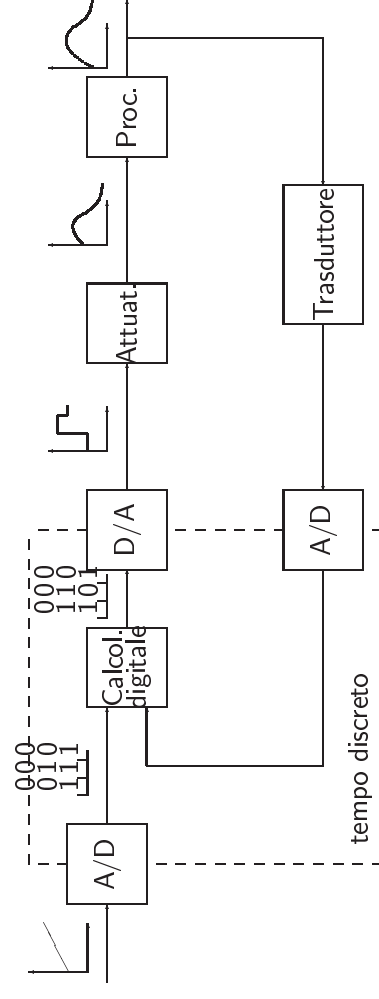 A/D
000
010
111
Calcol.
digitale
000
110
101
D/A
Attuat.
Proc.
tempo discreto
A/D
Trasduttore